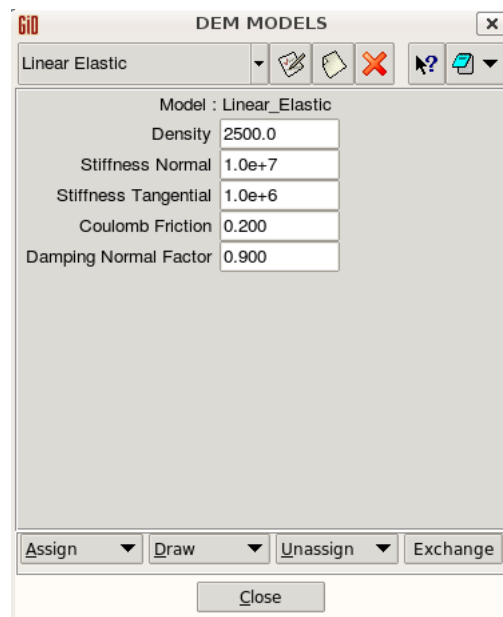 GiD DEM MODELS
Linear Elastic
Model : Linear_Elastic
Density 2500.0
Stiffness Normal 1.0e+7
Stiffness Tangential 1.0e+6
Coulomb Friction 0.200
Damping Normal Factor 0.900
Assign Draw Unassign Exchange
Close